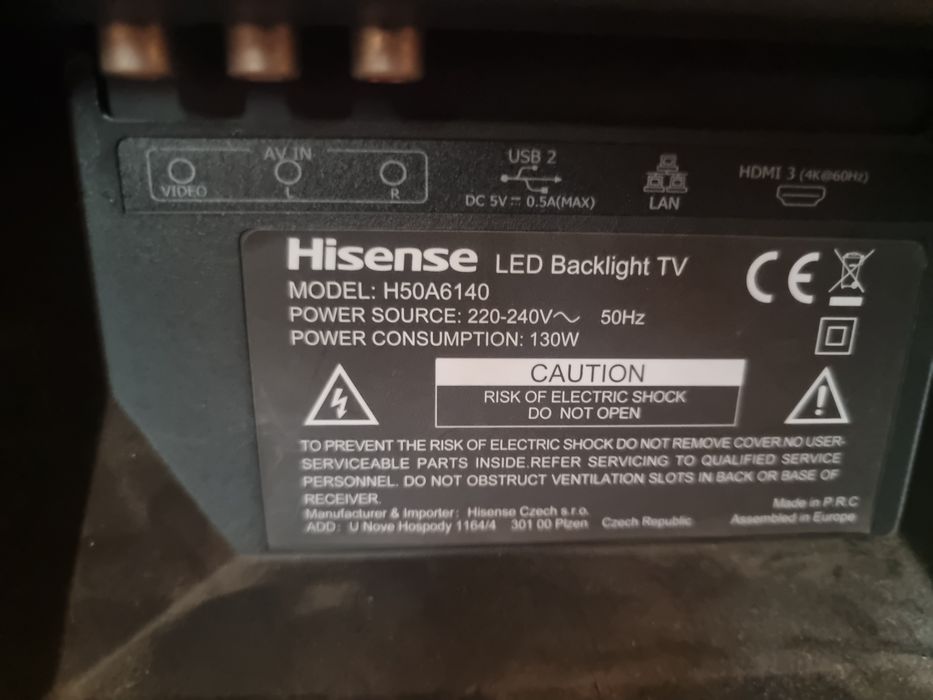 AV IN
VIDEO L R
USB 2
DC 5V ⎓ 0.5A(MAX)
LAN
HDMI 3 (4K@60Hz)
Hisense LED Backlight TV
MODEL: H50A6140
POWER SOURCE: 220-240V～ 50Hz
POWER CONSUMPTION: 130W
CE
CAUTION
RISK OF ELECTRIC SHOCK
DO NOT OPEN
TO PREVENT THE RISK OF ELECTRIC SHOCK DO NOT REMOVE COVER.NO USER-
SERVICEABLE PARTS INSIDE.REFER SERVICING TO QUALIFIED SERVICE
PERSONNEL. DO NOT OBSTRUCT VENTILATION SLOTS IN BACK OR BASE OF
RECEIVER.
Manufacturer & Importer: Hisense Czech s.r.o.
ADD: U Nove Hospody 1164/4 301 00 Plzen Czech Republic
Made in P.R.C
Assembled in Europe